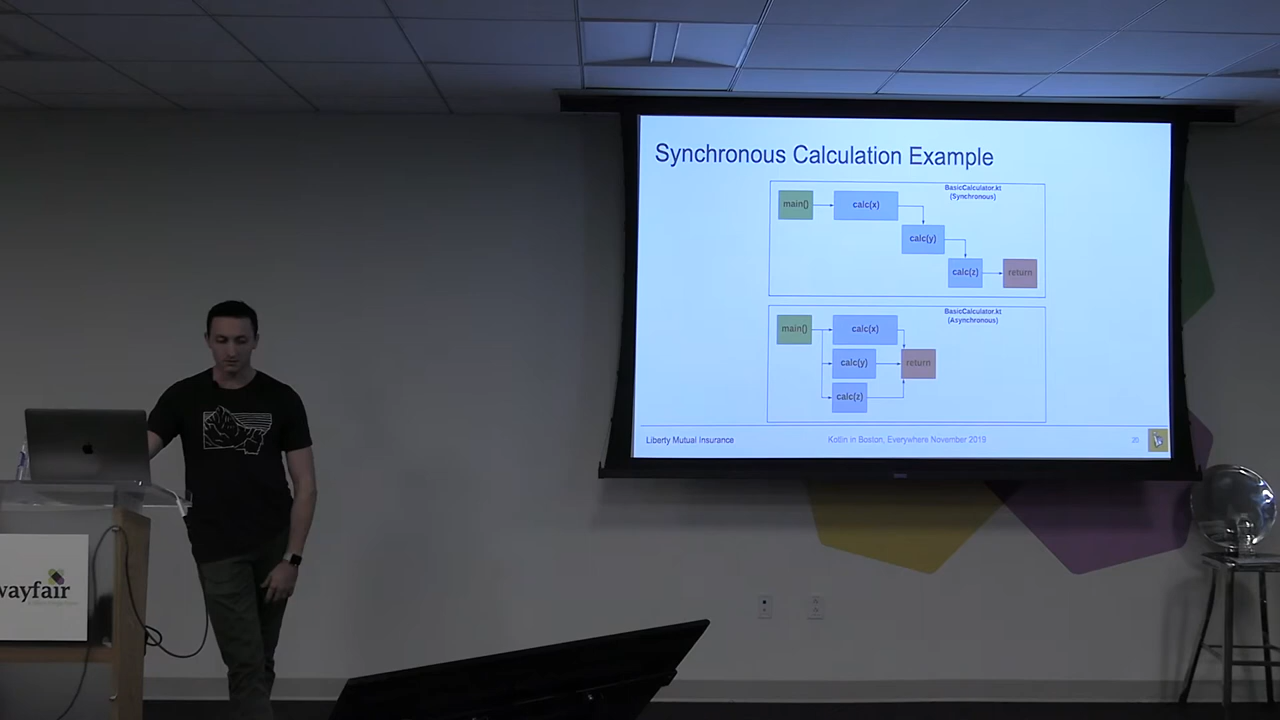 Synchronous Calculation Example
BasicCalculator.kt
(Synchronous)
main()
calc(x)
calc(y)
calc(z)
return
BasicCalculator.kt
(Asynchronous)
main()
calc(x)
calc(y)
return
calc(z)
Liberty Mutual Insurance
Kotlin in Boston, Everywhere November 2019
20
wayfair